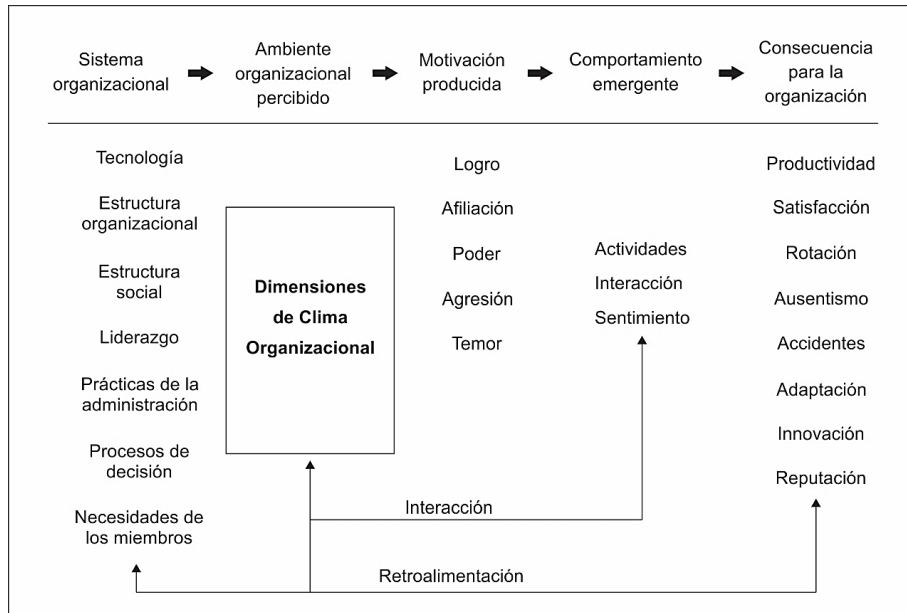 Sistema
organizacional
Ambiente
organizacional
percibido
Motivación
producida
Comportamiento
emergente
Consecuencia
para la
organización
Tecnología
Estructura
organizacional
Estructura
social
Liderazgo
Prácticas de la
administración
Procesos de
decisión
Necesidades de
los miembros
Dimensiones
de Clima
Organizacional
Logro
Afiliación
Poder
Agresión
Temor
Actividades
Interacción
Sentimiento
Productividad
Satisfacción
Rotación
Ausentismo
Accidentes
Adaptación
Innovación
Reputación
Interacción
Retroalimentación